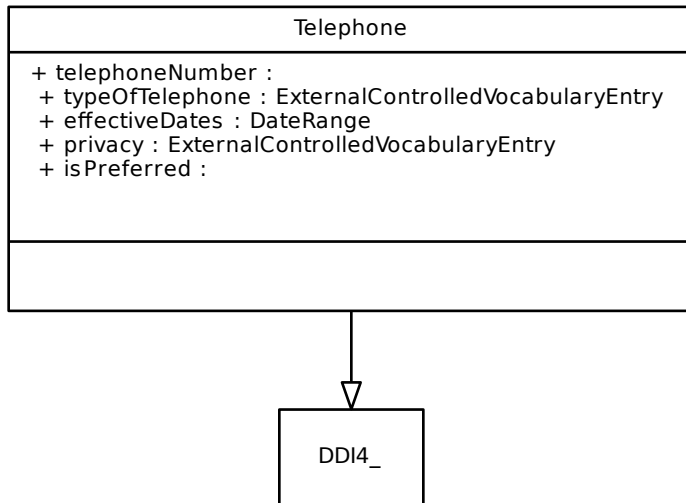 Telephone
+ telephoneNumber :
+ typeOfTelephone : ExternalControlledVocabularyEntry
+ effectiveDates : DateRange
+ privacy : ExternalControlledVocabularyEntry
+ isPreferred :
DDI4_